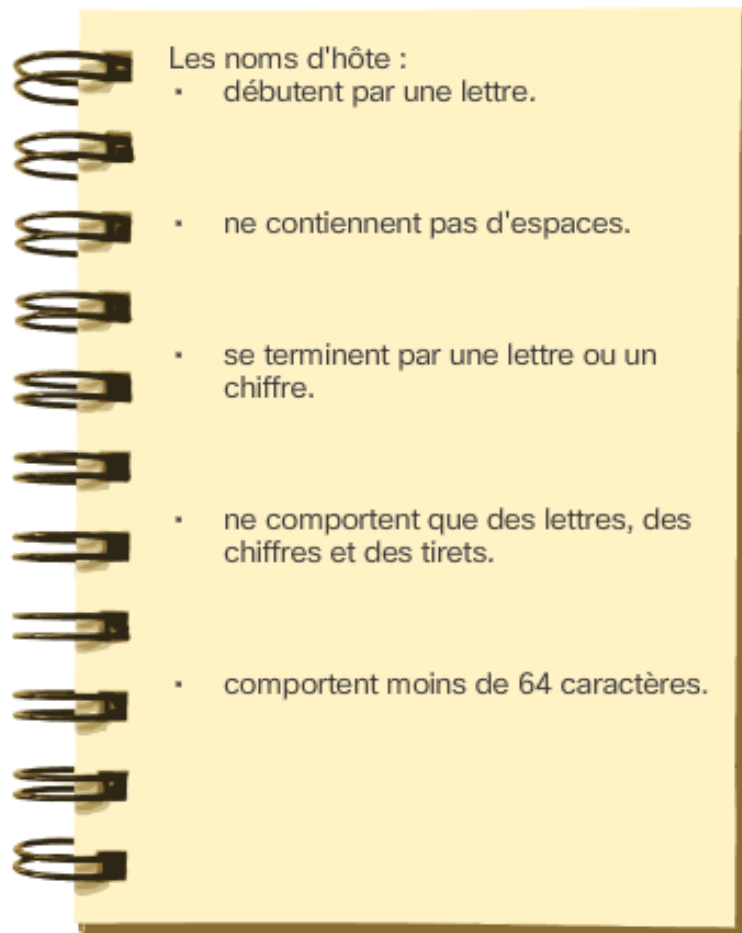 Les noms d'hôte :
· débutent par une lettre.
· ne contiennent pas d'espaces.
· se terminent par une lettre ou un
chiffre.
· ne comportent que des lettres, des
chiffres et des tirets.
· comportent moins de 64 caractères.